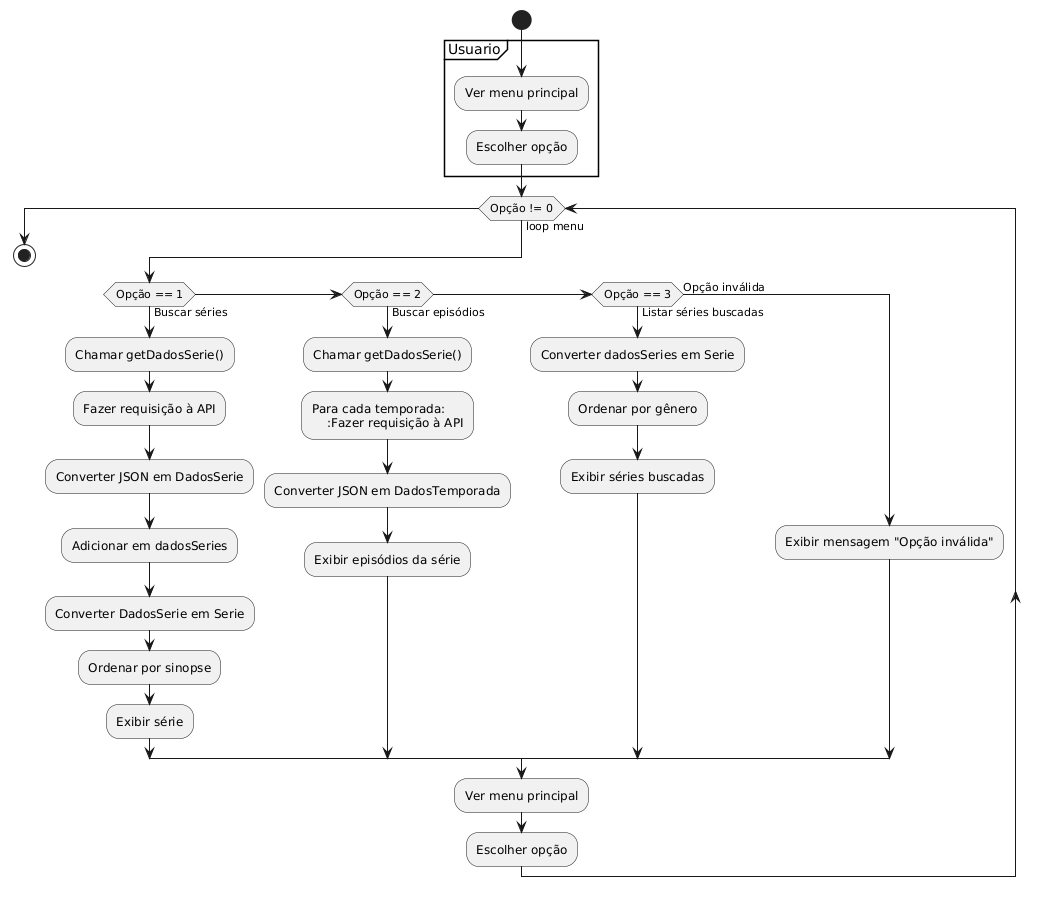 Usuario
Ver menu principal
Escolher opção
Opção != 0
loop menu
Opção == 1
Buscar séries
Chamar getDadosSerie()
Fazer requisição à API
Converter JSON em DadosSerie
Adicionar em dadosSeries
Converter DadosSerie em Serie
Ordenar por sinopse
Exibir série
Opção == 2
Buscar episódios
Chamar getDadosSerie()
Para cada temporada:
:Fazer requisição à API
Converter JSON em DadosTemporada
Exibir episódios da série
Opção == 3
Listar séries buscadas
Converter dadosSeries em Serie
Ordenar por gênero
Exibir séries buscadas
Opção inválida
Exibir mensagem "Opção inválida"
Ver menu principal
Escolher opção